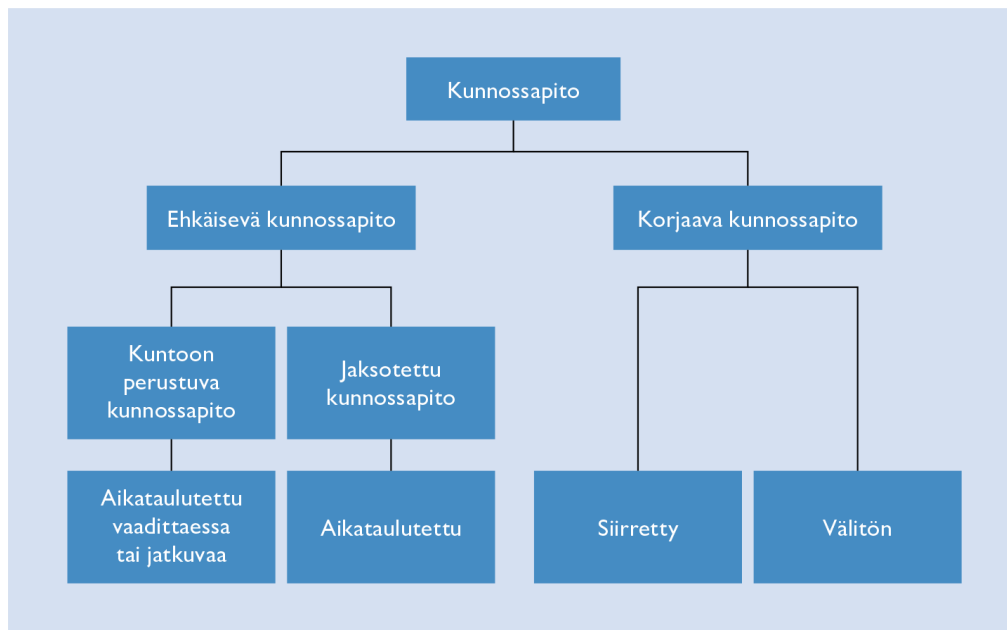 Kunnossapito
Ehkäisevä kunnossapito
Korjaava kunnossapito
Kuntoon
perustuva
kunnossapito
Jaksotettu
kunnossapito
Aikataulutettu
vaadittaessa
tai jatkuvaa
Aikataulutettu
Siirretty
Välitön